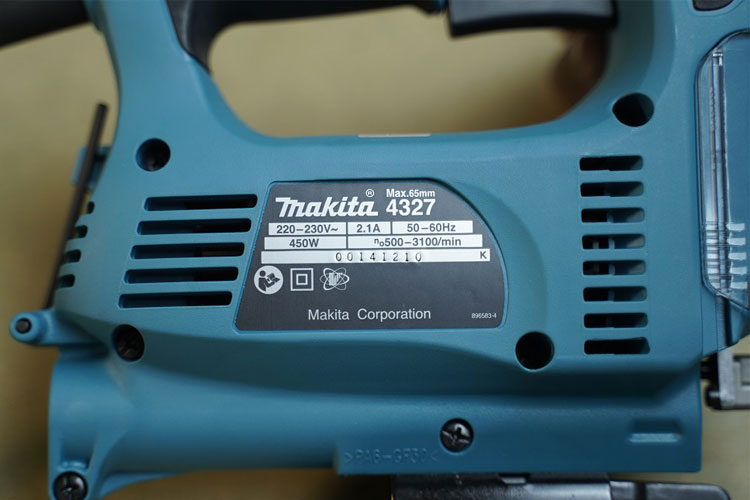 Max.65mm
makita® 4327
220–230V~ 2.1A 50–60Hz
450W n₀500–3100/min
00141210 K
Makita Corporation 896583-4
>PA6-GF30<